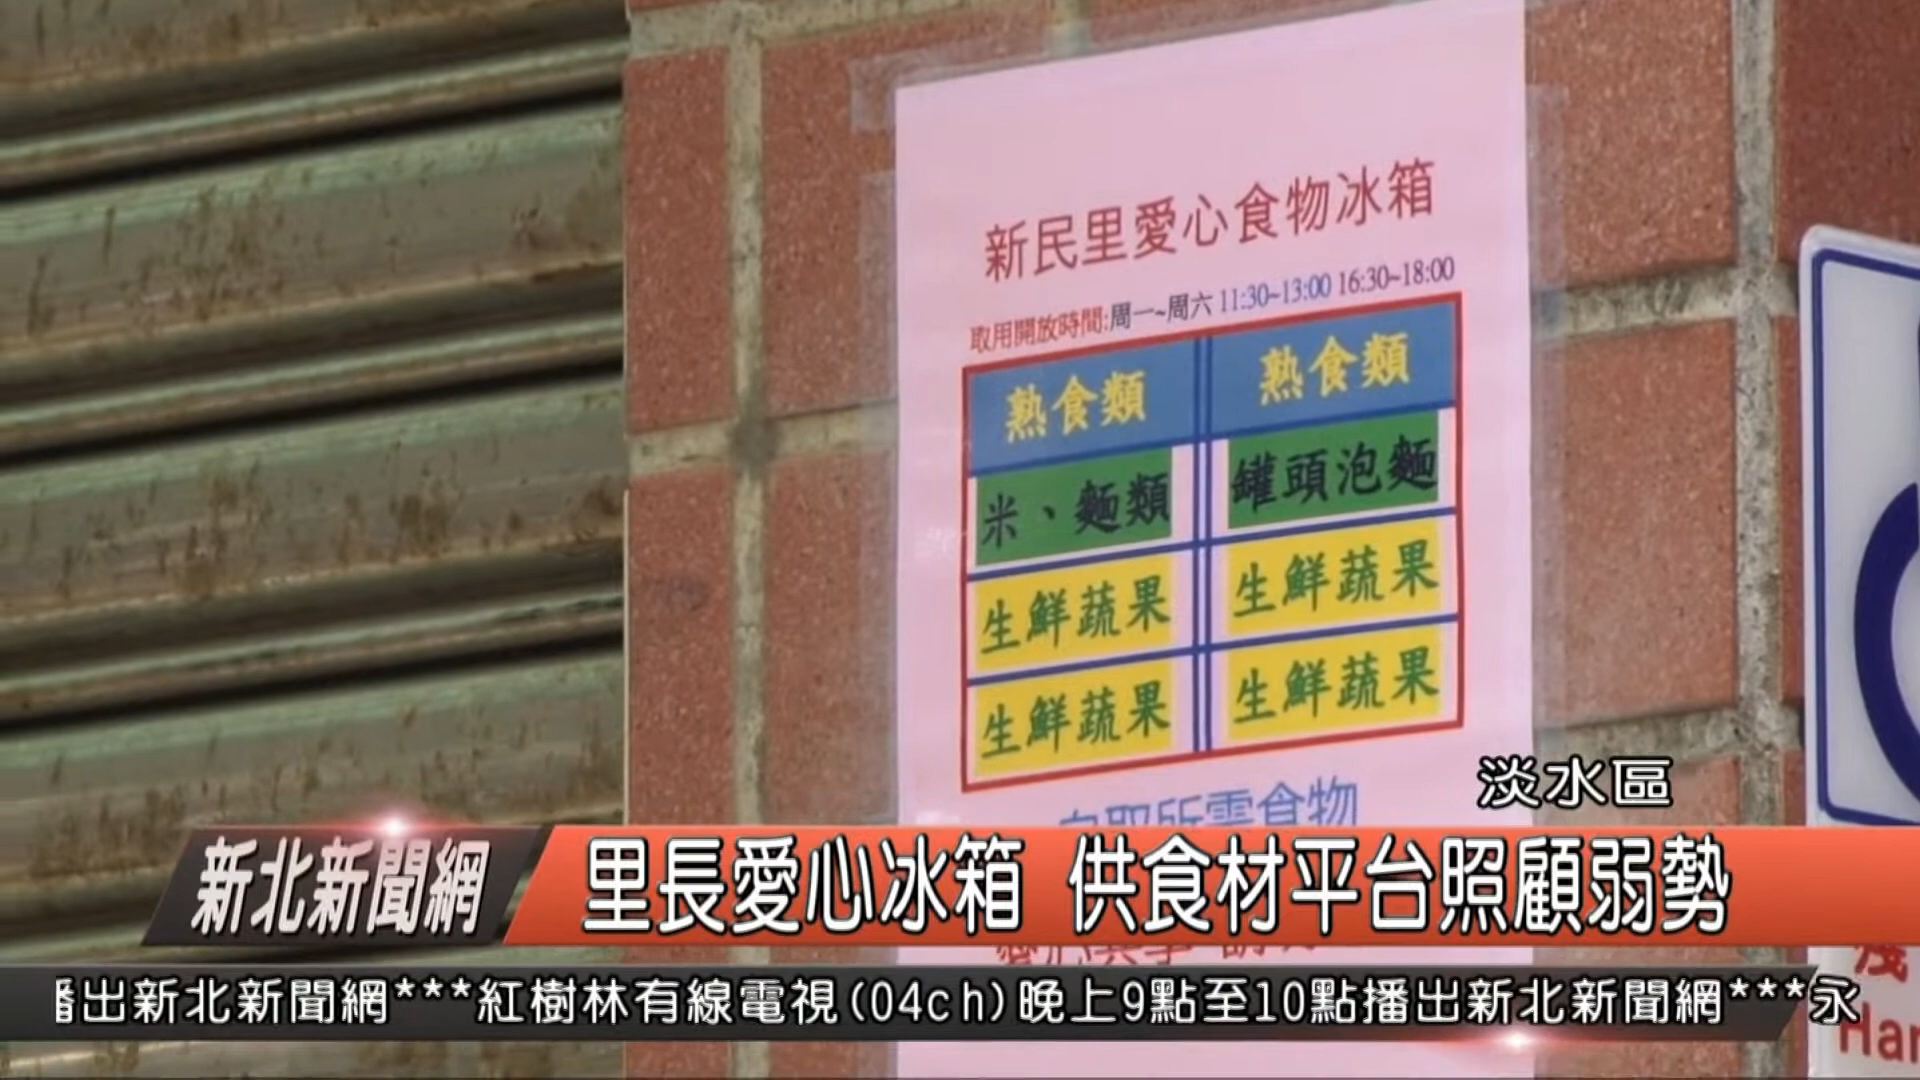 新民里愛心食物冰箱
取用開放時間:周一~周六 11:30~13:00 16:30~18:00
熟食類 熟食類
米、麵類 罐頭泡麵
生鮮蔬果 生鮮蔬果
生鮮蔬果 生鮮蔬果
淡水區
新北新聞網 里長愛心冰箱 供食材平台照顧弱勢
出新北新聞網***紅樹林有線電視(04ch)晚上9點至10點播出新北新聞網***永